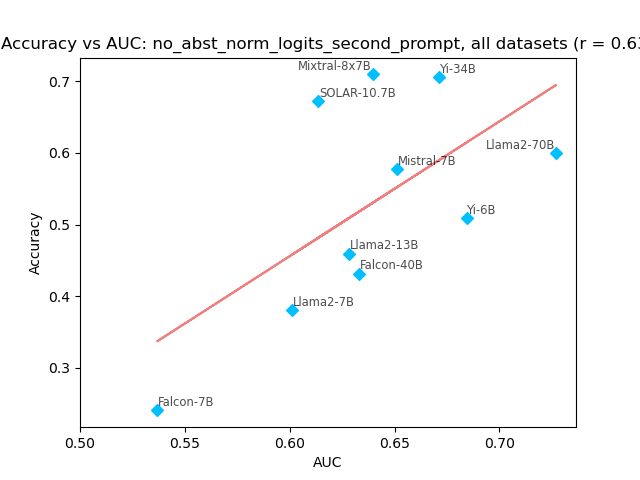 Accuracy vs AUC: no_abst_norm_logits_second_prompt, all datasets (r = 0.63
Mixtral-8x7B
Yi-34B
SOLAR-10.7B
Llama2-70B
Mistral-7B
Yi-6B
Llama2-13B
Falcon-40B
Llama2-7B
Falcon-7B
0.7
0.6
0.5
0.4
0.3
Accuracy
0.50 0.55 0.60 0.65 0.70
AUC